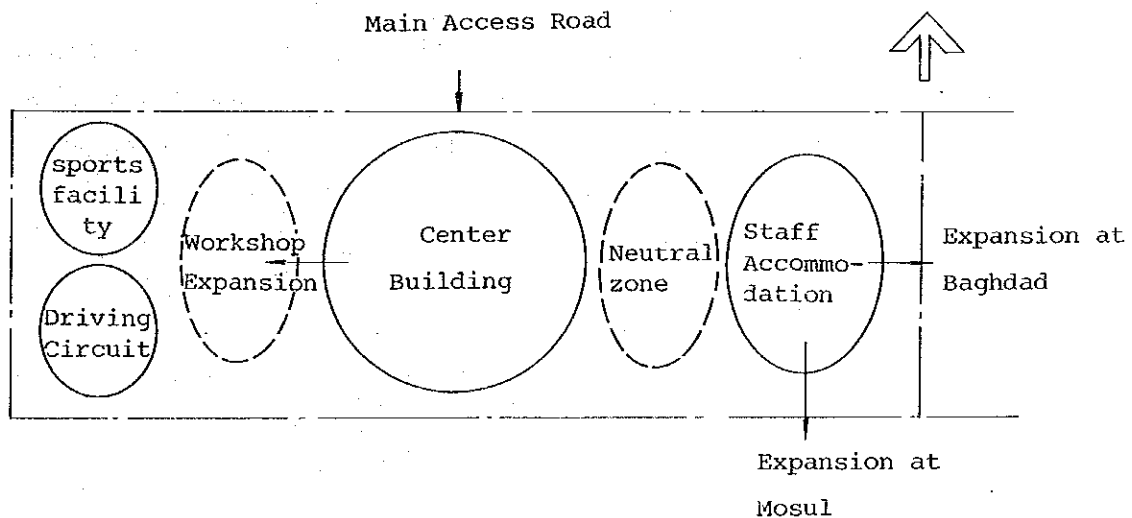 Main Access Road
sports
facili
ty
Driving
Circuit
Workshop
Expansion
Center
Building
Neutral
zone
Staff
Accommo-
dation
Expansion at
Baghdad
Expansion at
Mosul